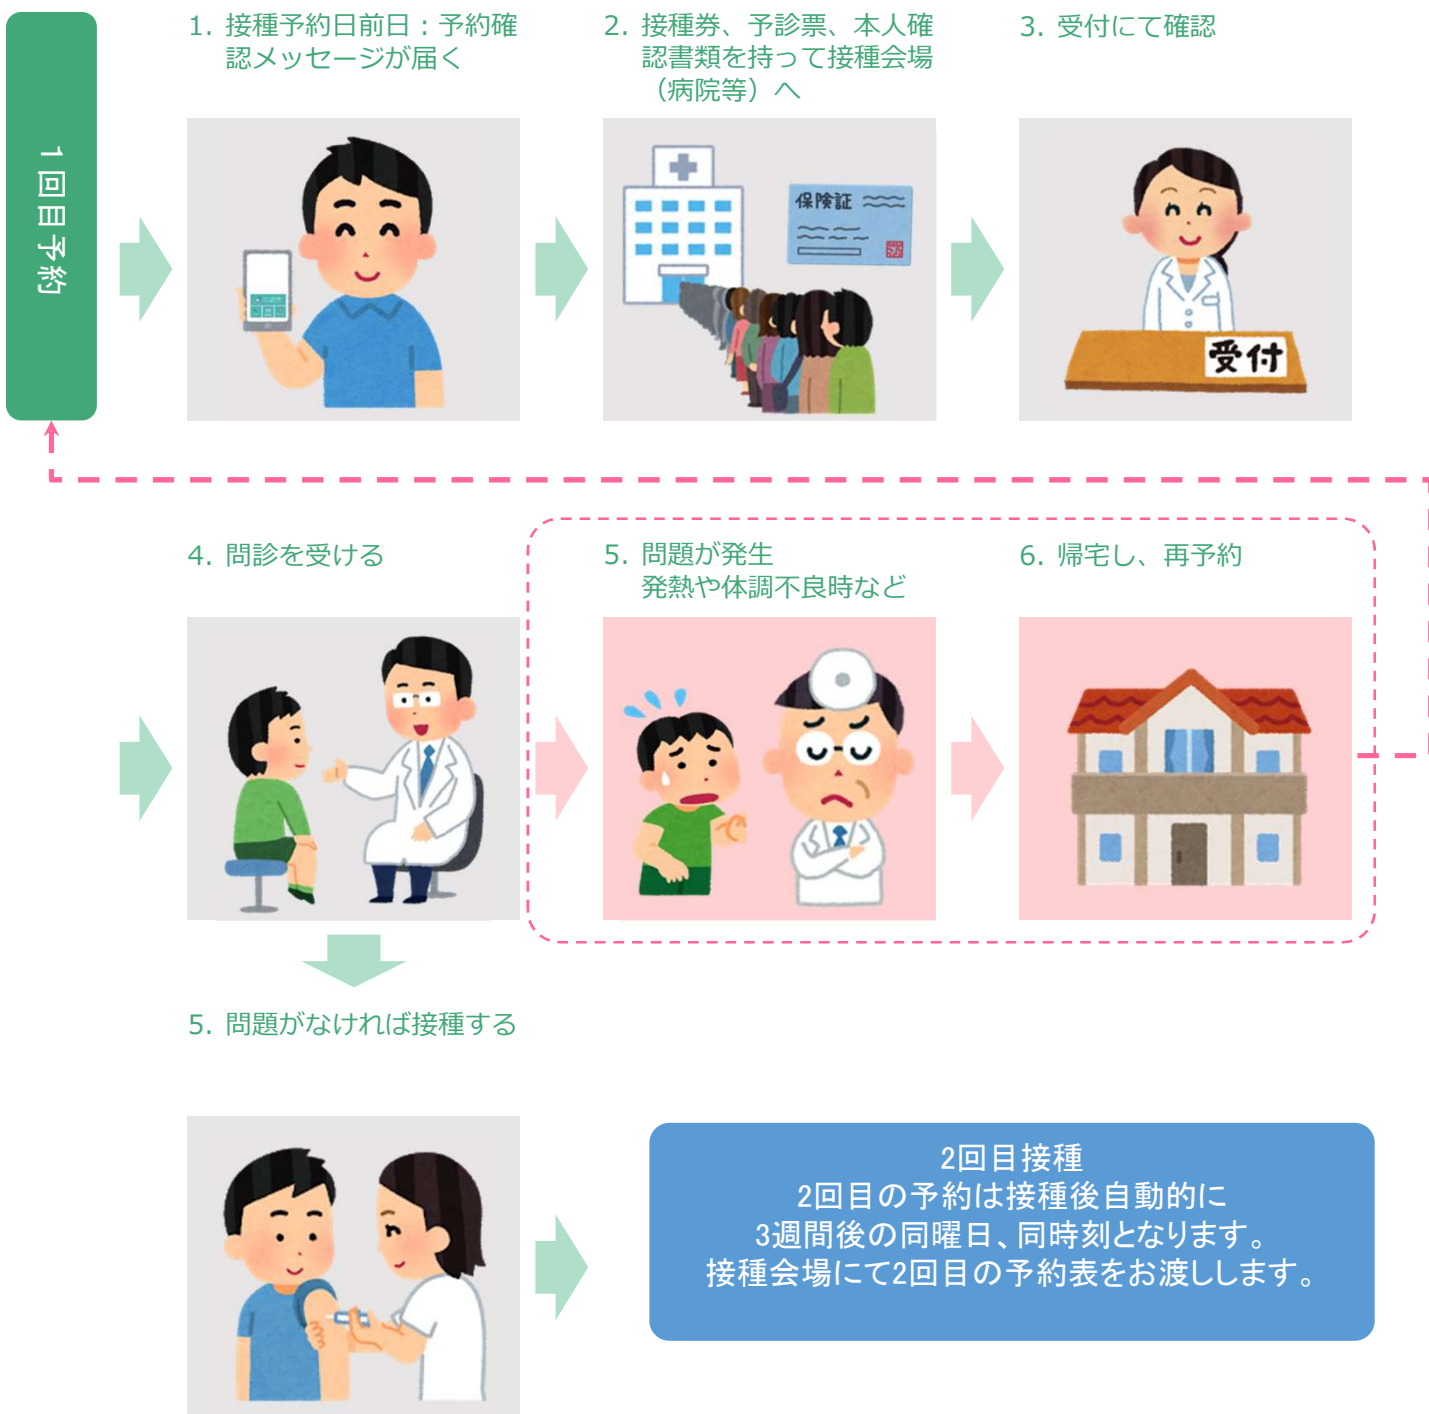 1回目予約
1. 接種予約日前日：予約確
認メッセージが届く
2. 接種券、予診票、本人確
認書類を持って接種会場
（病院等）へ
保険証
3. 受付にて確認
受付
4. 問診を受ける
5. 問題が発生
発熱や体調不良時など
6. 帰宅し、再予約
5. 問題がなければ接種する
2回目接種
2回目の予約は接種後自動的に
3週間後の同曜日、同時刻となります。
接種会場にて2回目の予約表をお渡しします。